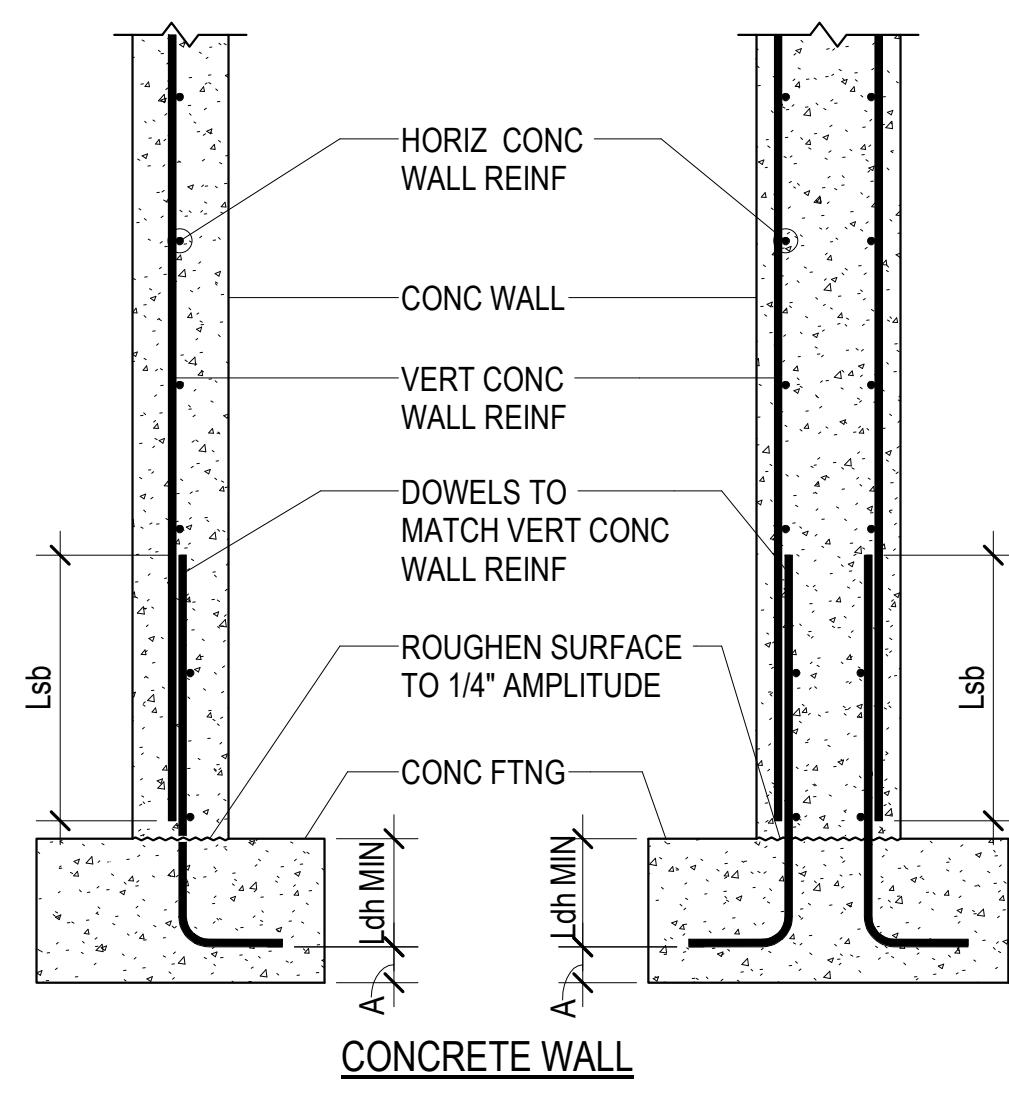 HORIZ CONC
WALL REINF
CONC WALL
VERT CONC
WALL REINF
DOWELS TO
MATCH VERT CONC
WALL REINF
ROUGHEN SURFACE
TO 1/4" AMPLITUDE
CONC FTNG
Lsb
Lsb
Ldh MIN
Ldh MIN
A
A
CONCRETE WALL